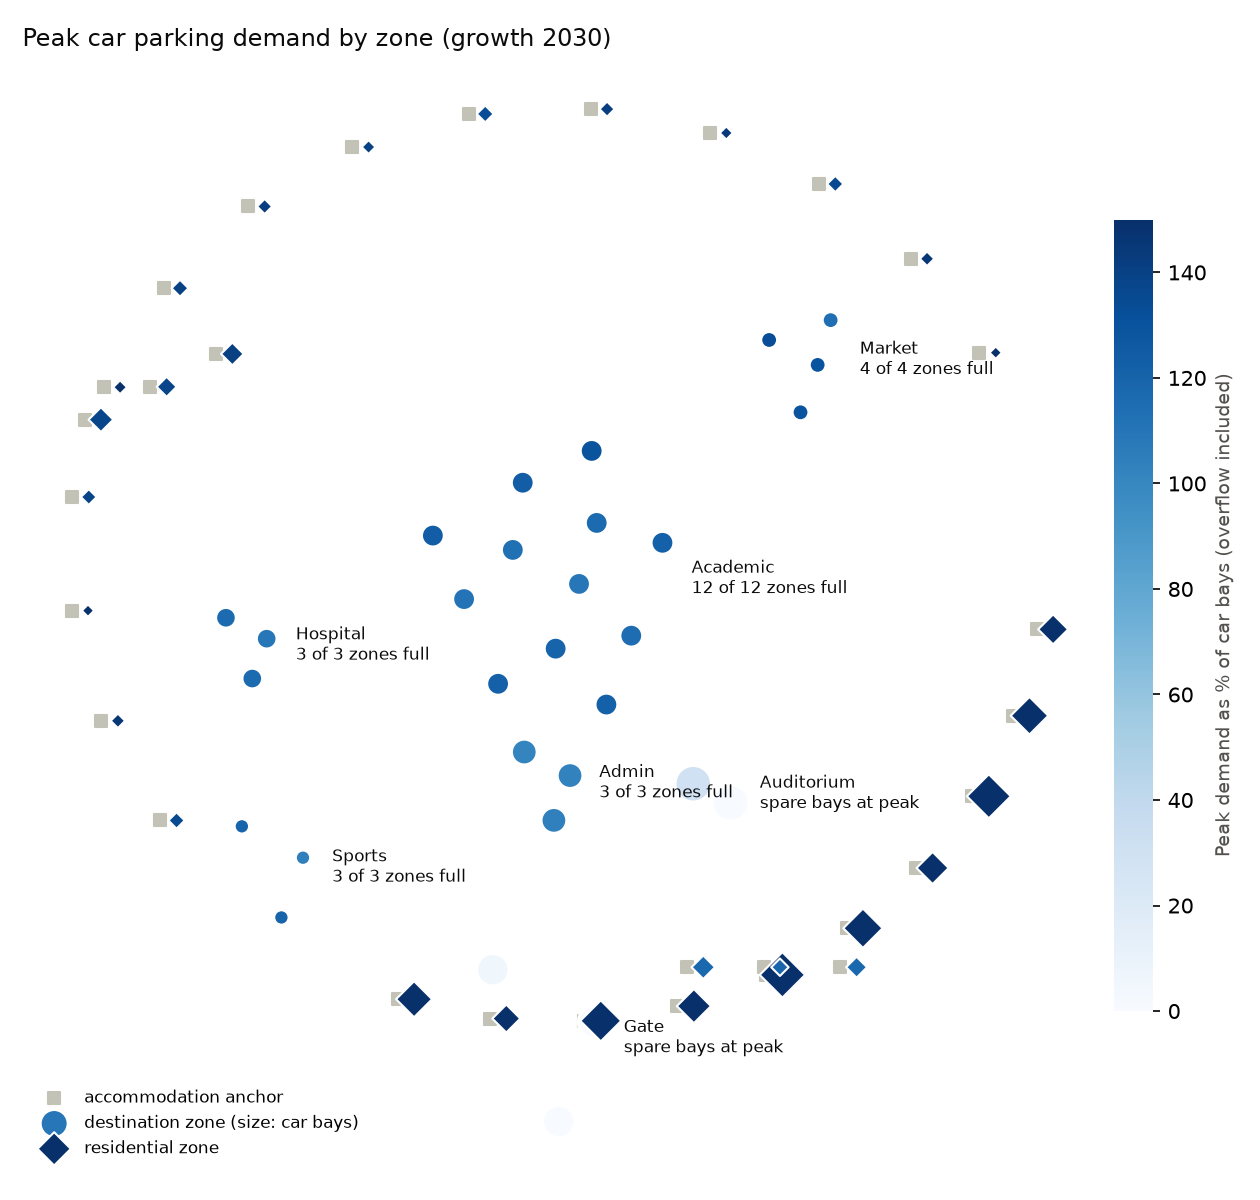 Peak car parking demand by zone (growth 2030)
Market
4 of 4 zones full
Academic
12 of 12 zones full
Hospital
3 of 3 zones full
Admin
3 of 3 zones full
Auditorium
spare bays at peak
Sports
3 of 3 zones full
Gate
spare bays at peak
140
120
100
80
60
40
20
0
Peak demand as % of car bays (overflow included)
accommodation anchor
destination zone (size: car bays)
residential zone